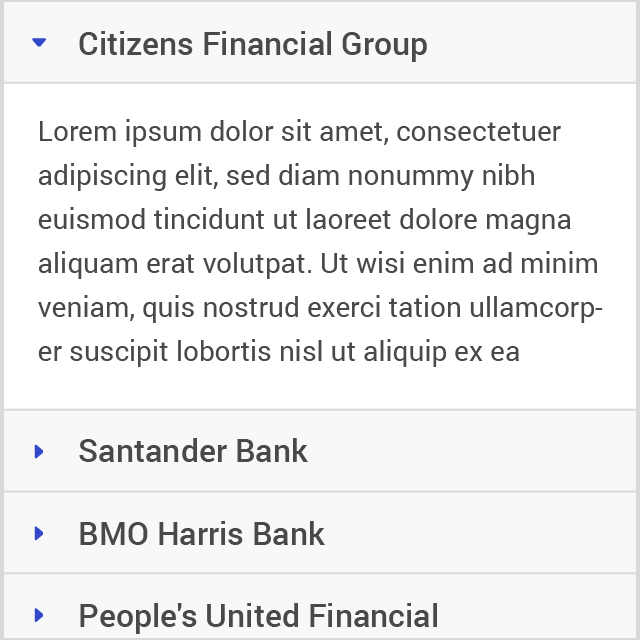 Citizens Financial Group
Lorem ipsum dolor sit amet, consectetuer
adipiscing elit, sed diam nonummy nibh
euismod tincidunt ut laoreet dolore magna
aliquam erat volutpat. Ut wisi enim ad minim
veniam, quis nostrud exerci tation ullamcorp-
er suscipit lobortis nisl ut aliquip ex ea
Santander Bank
BMO Harris Bank
People's United Financial